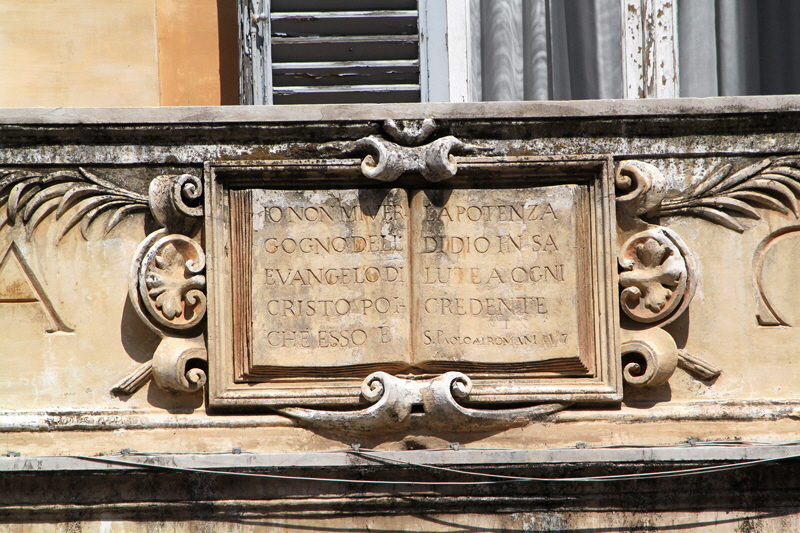 A
IO NON MI VER
GOGNO DELL
EVANGELO DI
CRISTO POI-
CHE ESSO È
LA POTENZA
DI DIO IN SA
LUTE A OGNI
CREDENTE
S. PAOLO AI ROMANI